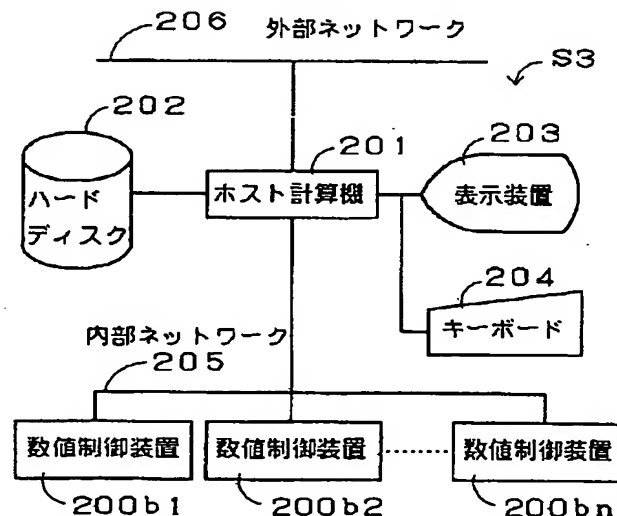 206
外部ネットワーク
S3
202
201
203
ハード
ディスク
ホスト計算機
表示装置
204
キーボード
内部ネットワーク
205
数値制御装置
数値制御装置
数値制御装置
200b1
200b2
200bn